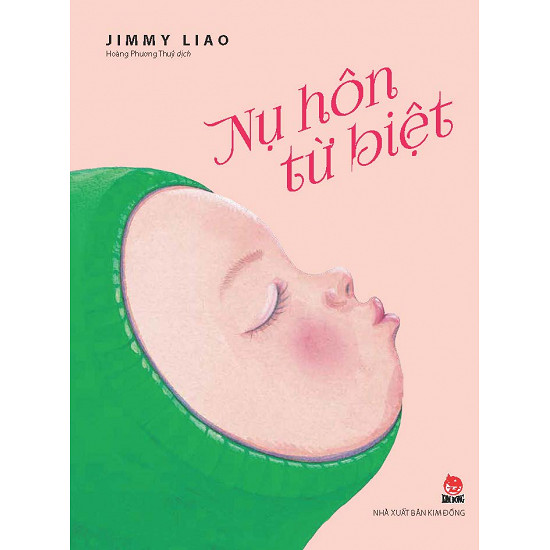 JIMMY LIAO
Hoàng Phương Thuý dịch
Nụ hôn
từ biệt
KIM ĐỒNG
NHÀ XUẤT BẢN KIM ĐỒNG